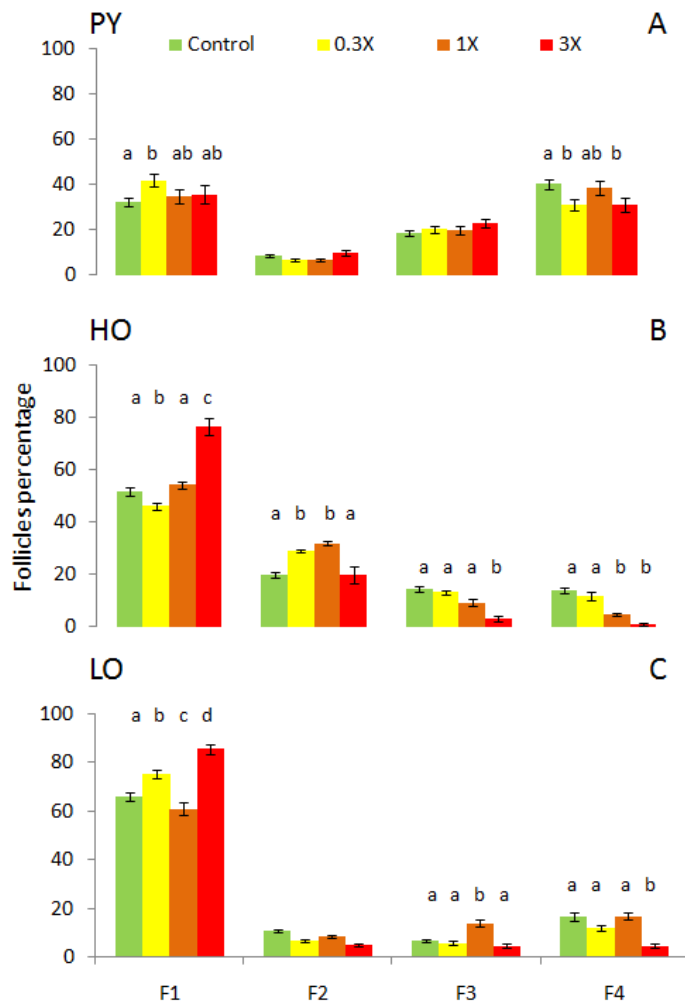 PY Control 0.3X 1X 3X A
100
80
60
a b ab ab a b ab b
40
20
0
HO B
100
a b a c
80
60
a b b a
40
a a a b a a b b
20
0
Follicles percentage
LO C
100
a b c d
80
60
40
a a b a a a a b
20
0
F1 F2 F3 F4